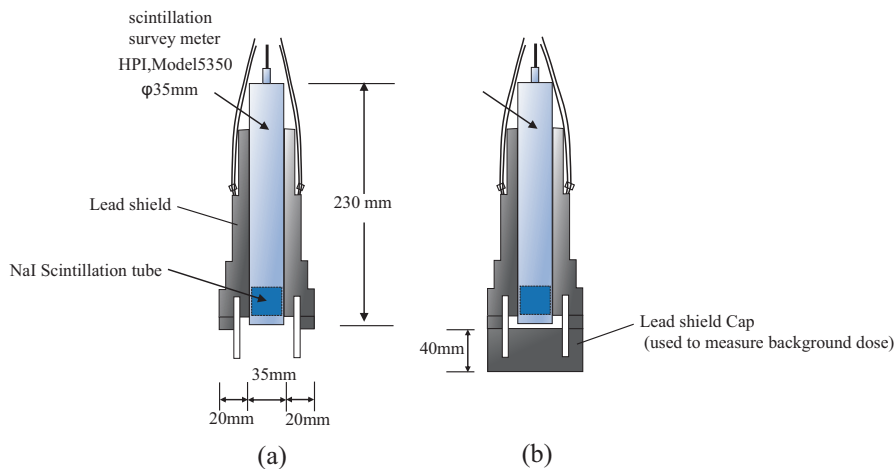 scintillation
survey meter
HPI,Model5350
φ35mm
Lead shield
230 mm
NaI Scintillation tube
35mm
20mm
20mm
(a)
40mm
Lead shield Cap
(used to measure background dose)
(b)